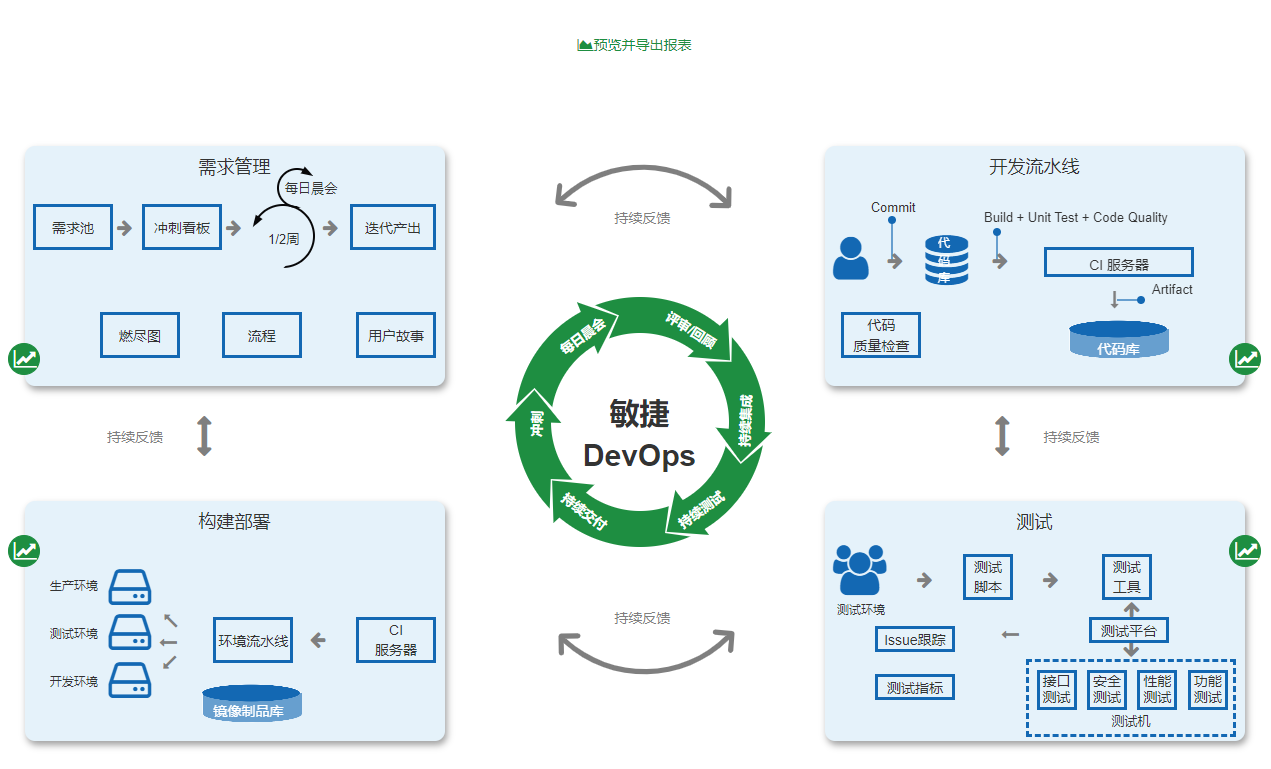 预览并导出报表
需求管理
每日晨会
需求池
冲刺看板
1/2周
迭代产出
燃尽图
流程
用户故事
持续反馈
开发流水线
Commit
Build + Unit Test + Code Quality
代
码
库
CI 服务器
Artifact
代码
质量检查
代码库
每日晨会
评审/回顾
持续集成
持续测试
持续交付
冲刺
敏捷
DevOps
持续反馈
持续反馈
构建部署
生产环境
测试环境
开发环境
环境流水线
CI
服务器
镜像制品库
持续反馈
测试
测试环境
测试
脚本
测试
工具
测试平台
Issue跟踪
测试指标
接口
测试
安全
测试
性能
测试
功能
测试
测试机